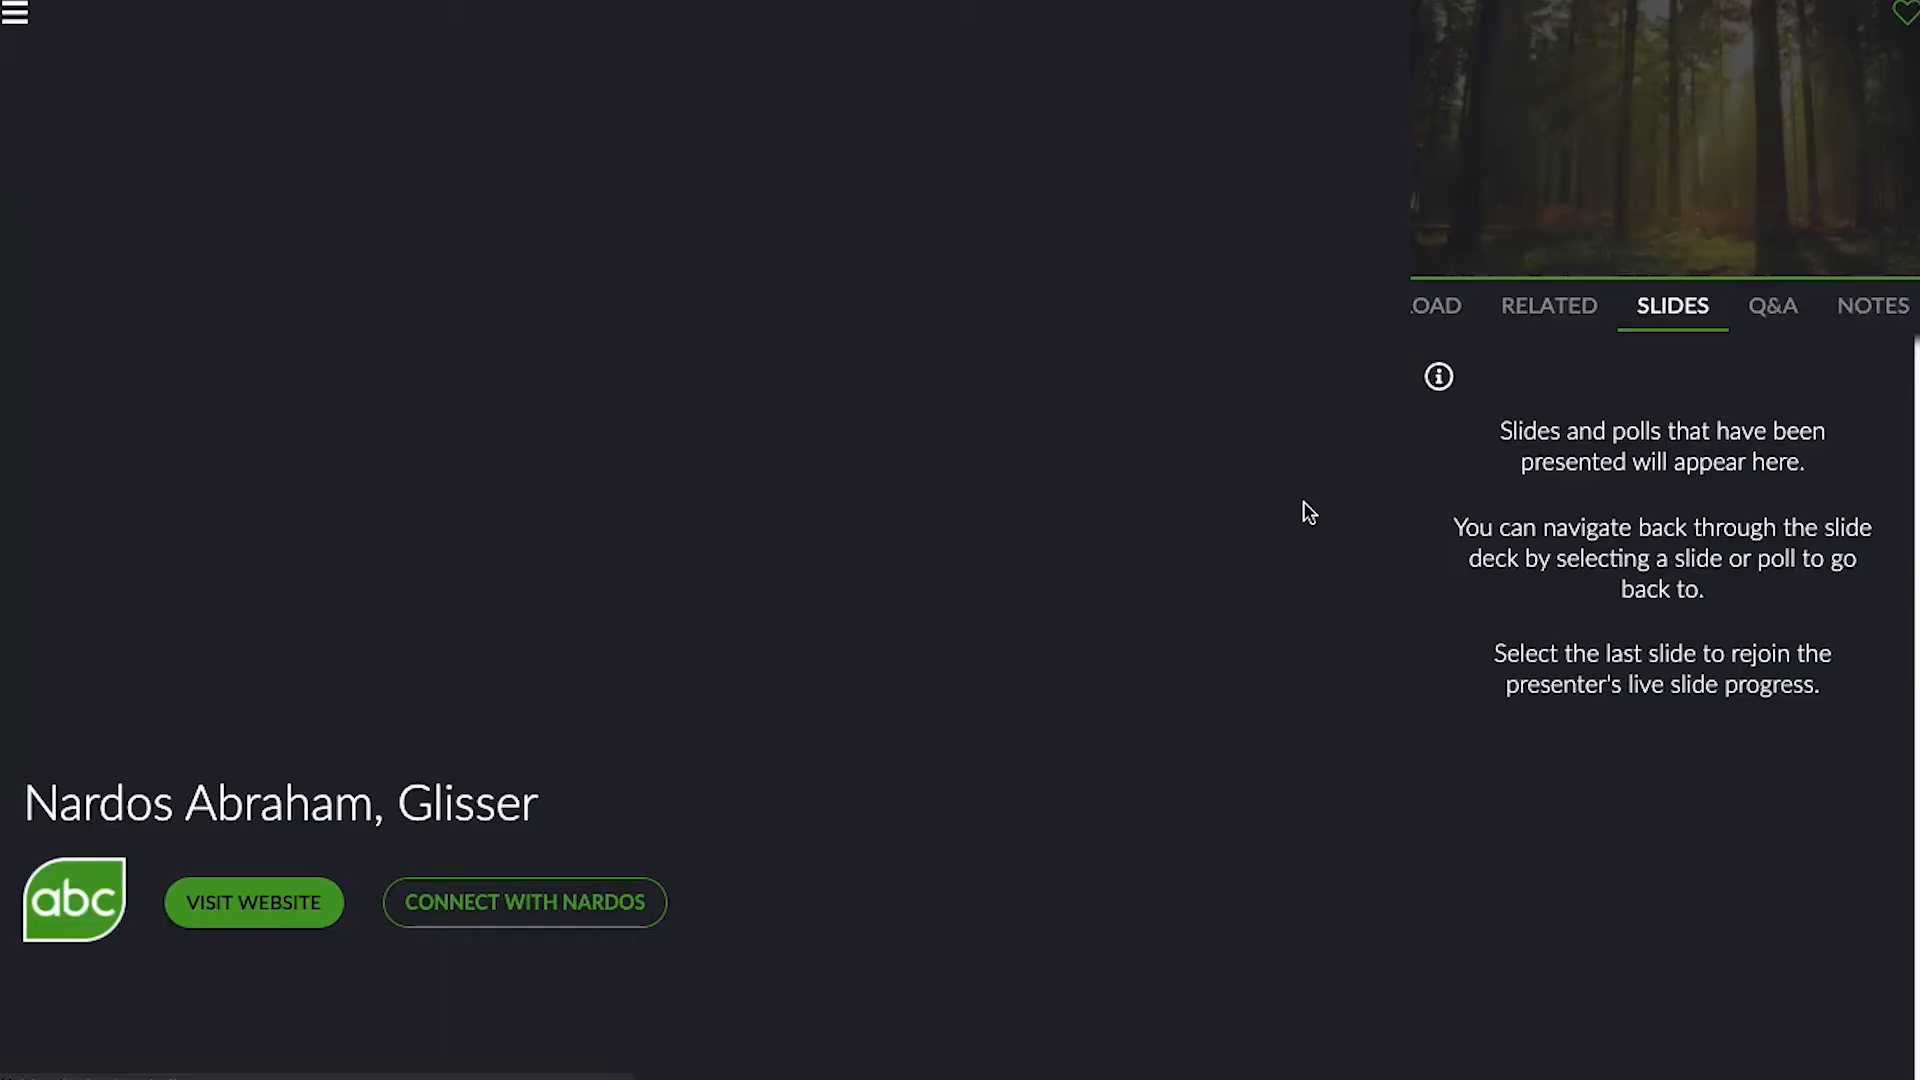 OAD RELATED SLIDES Q&A NOTES
Slides and polls that have been
presented will appear here.
You can navigate back through the slide
deck by selecting a slide or poll to go
back to.
Select the last slide to rejoin the
presenter's live slide progress.
Nardos Abraham, Glisser
abc
VISIT WEBSITE
CONNECT WITH NARDOS